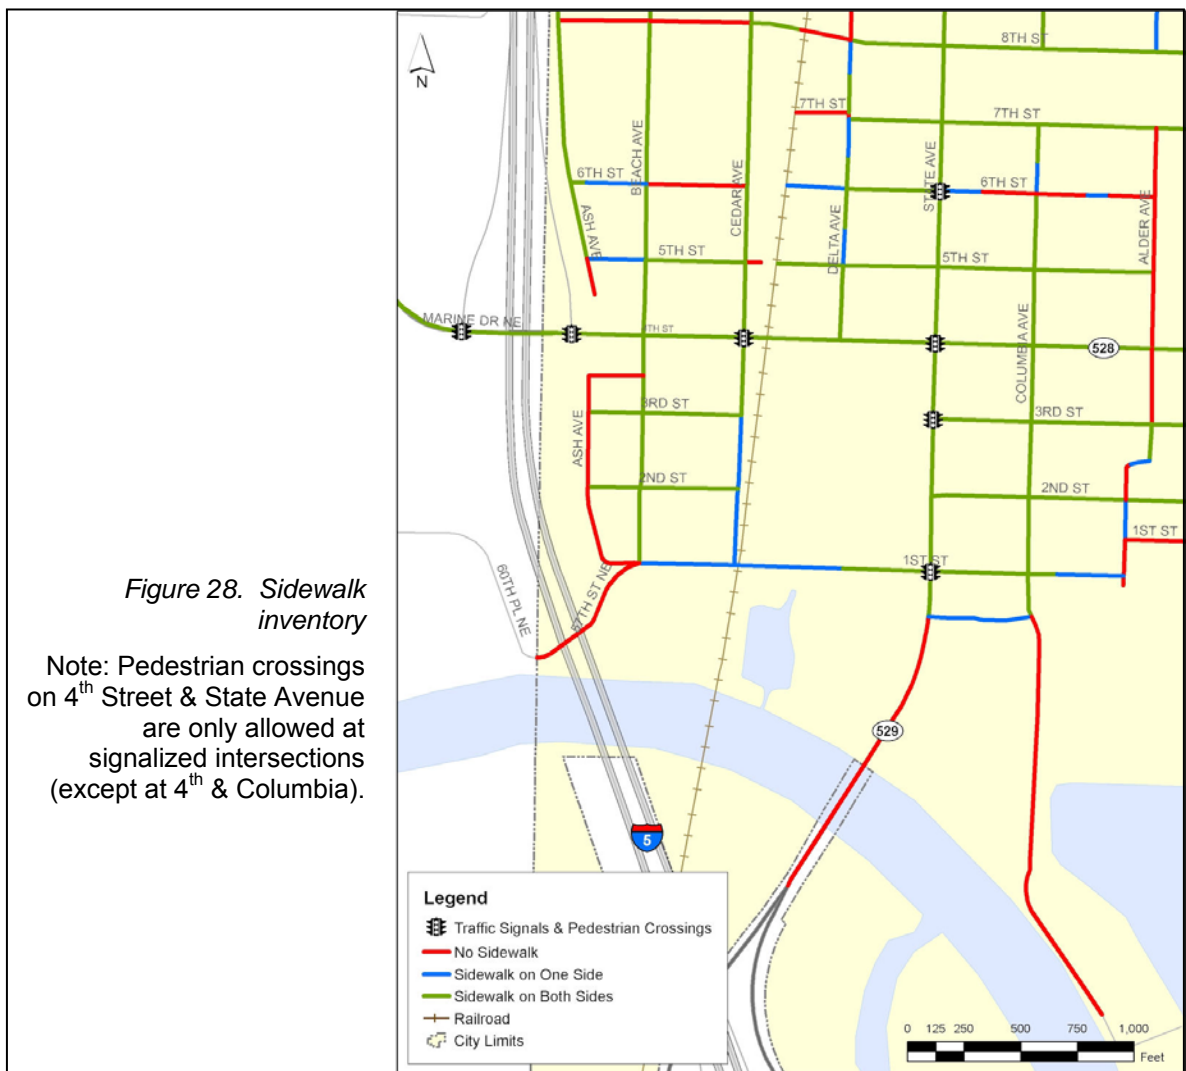 Figure 28. Sidewalk
inventory
Note: Pedestrian crossings
on 4th Street & State Avenue
are only allowed at
signalized intersections
(except at 4th & Columbia).
N
8TH ST
7TH ST
7TH ST
BEACH AVE
CEDAR AVE
STATE AVE
6TH ST
6TH ST
ASH AVE
DELTA AVE
ALDER AVE
5TH ST
5TH ST
MARINE DR NE
4TH ST
528
COLUMBIA AVE
3RD ST
3RD ST
ASH AVE
2ND ST
2ND ST
1ST ST
1ST ST
60TH PL NE
57TH ST NE
529
5
Legend
Traffic Signals & Pedestrian Crossings
No Sidewalk
Sidewalk on One Side
Sidewalk on Both Sides
Railroad
City Limits
0 125 250 500 750 1,000
Feet